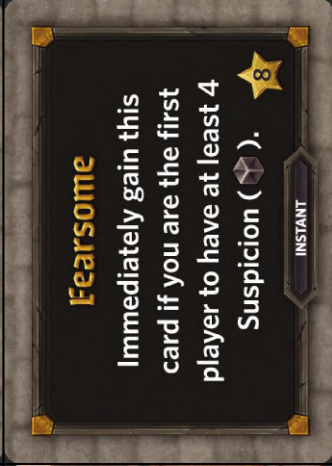 Fearsome
Immediately gain this
card if you are the first
player to have at least 4
Suspicion ( ).
8
INSTANT